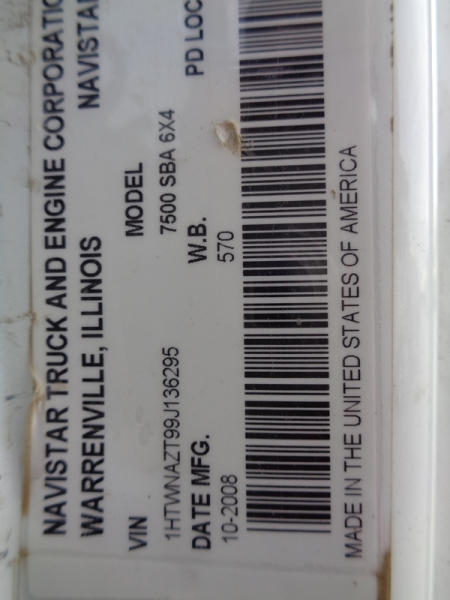 NAVISTAR TRUCK AND ENGINE CORPORATIO
WARRENVILLE, ILLINOIS NAVISTA
VIN MODEL
1HTWNAZT99J136295 7500 SBA 6X4
DATE MFG. W.B. PD LOC
10-2008 570
MADE IN THE UNITED STATES OF AMERICA